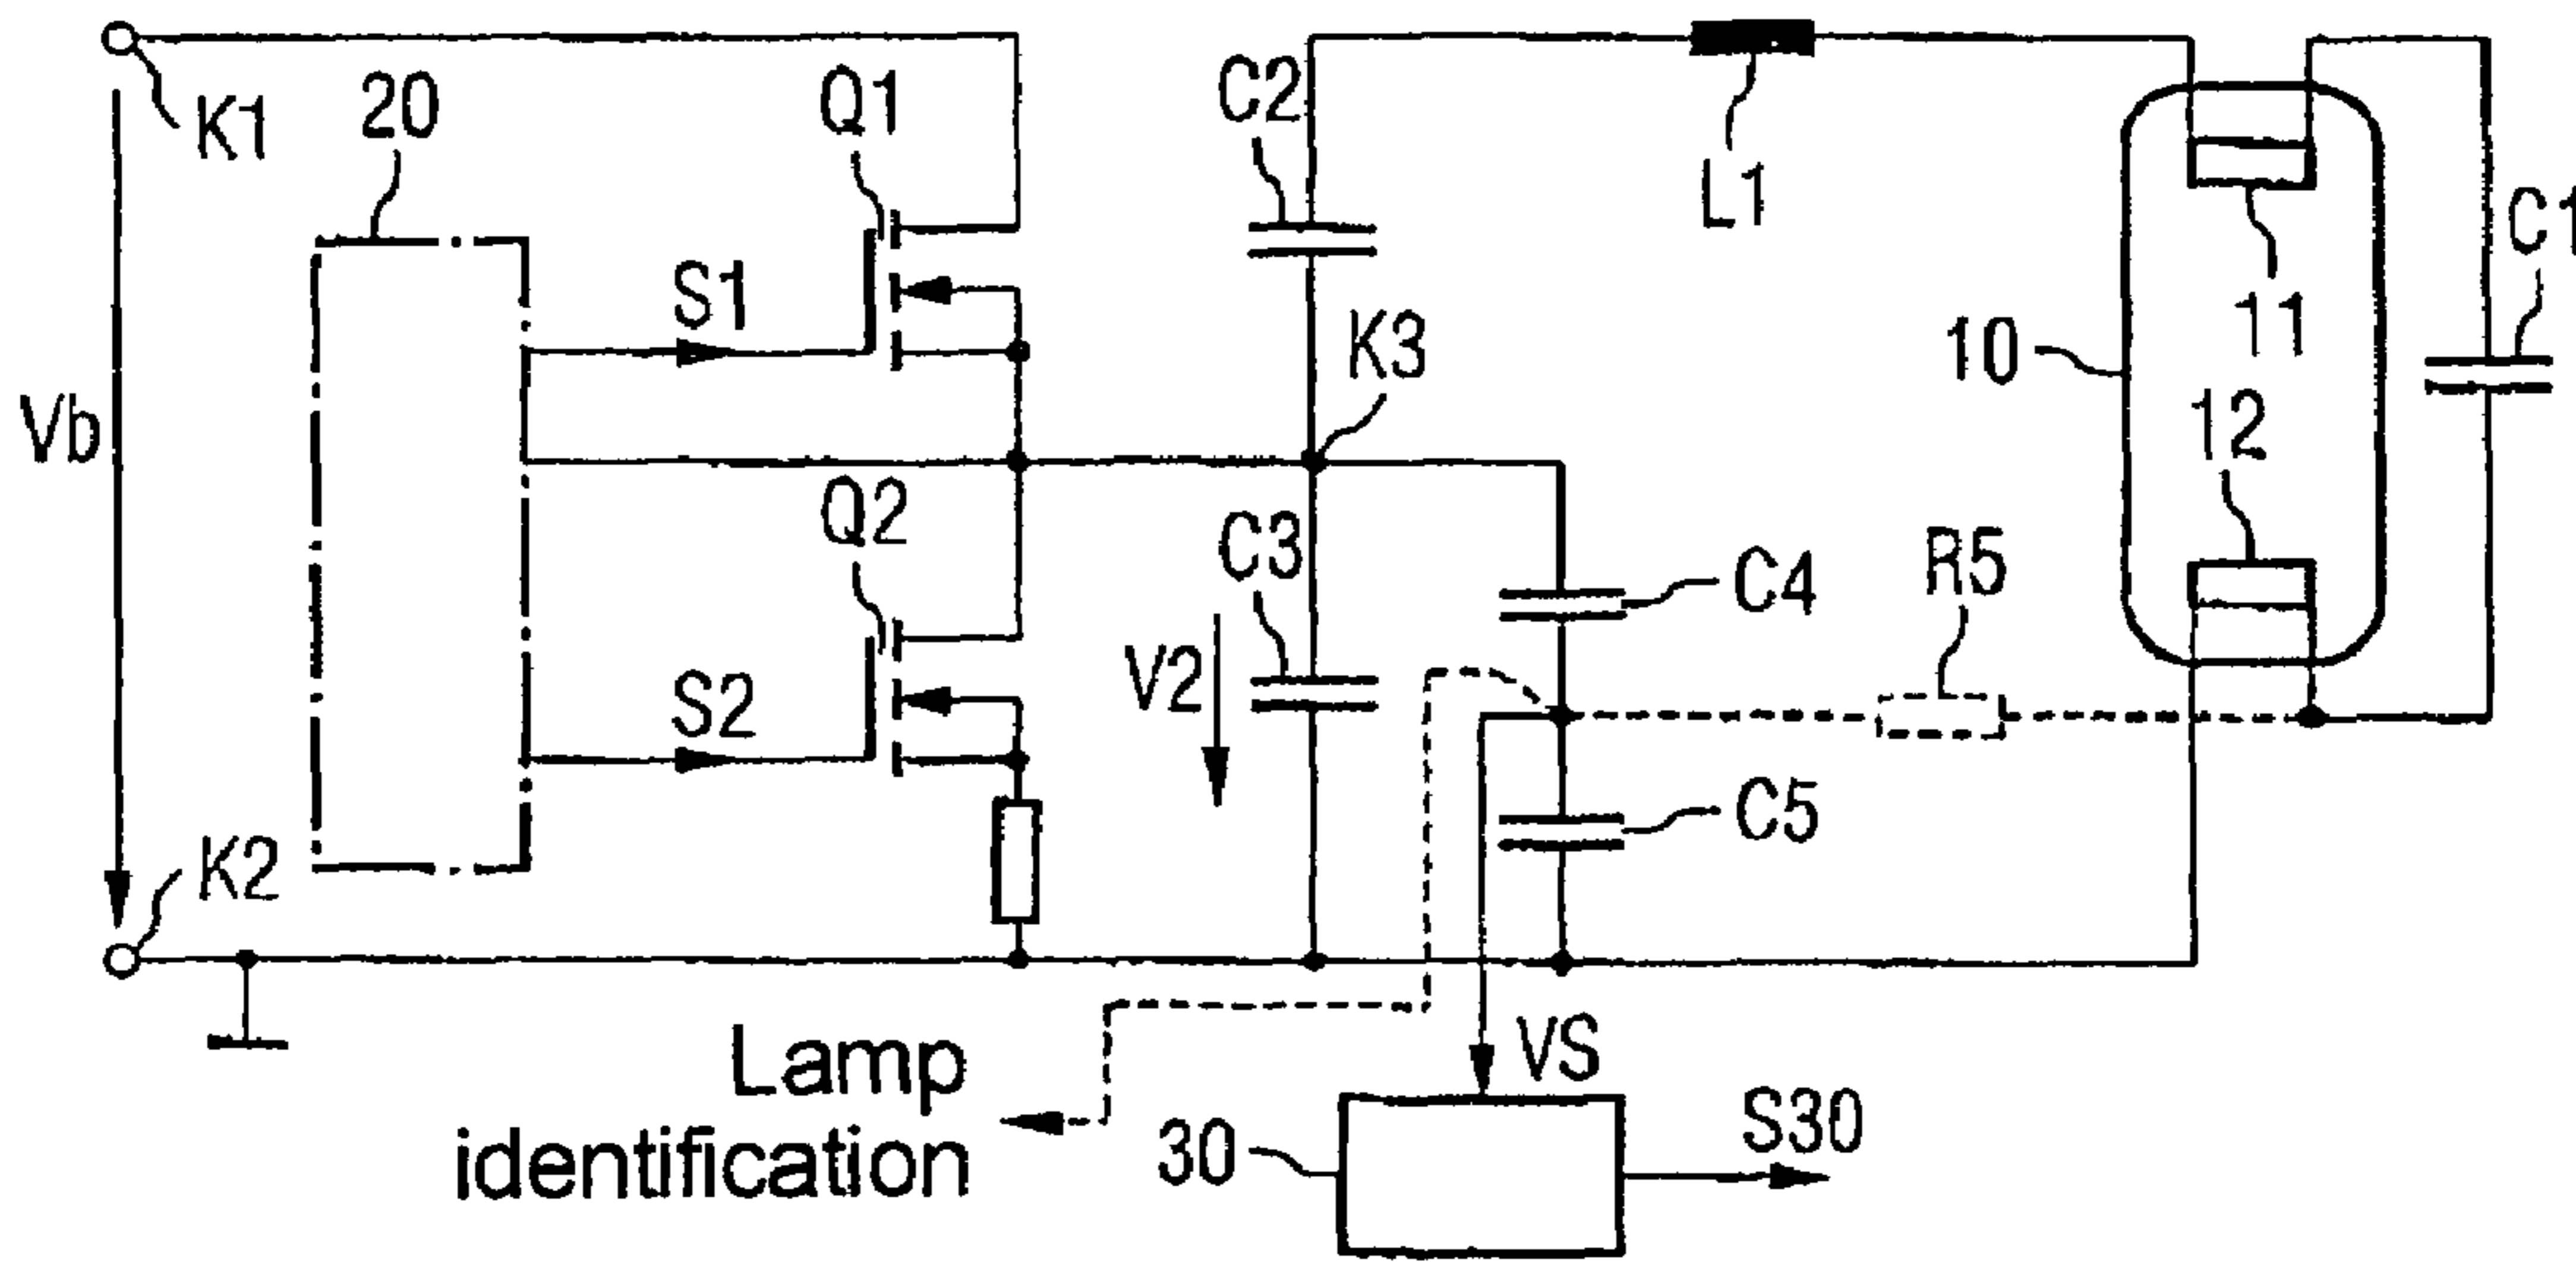 K1
20
Q1
C2
L1
C1
S1
K3
10
11
Vb
12
Q2
C3
C4
R5
V2
S2
C5
K2
Lamp
identification
VS
30
S30